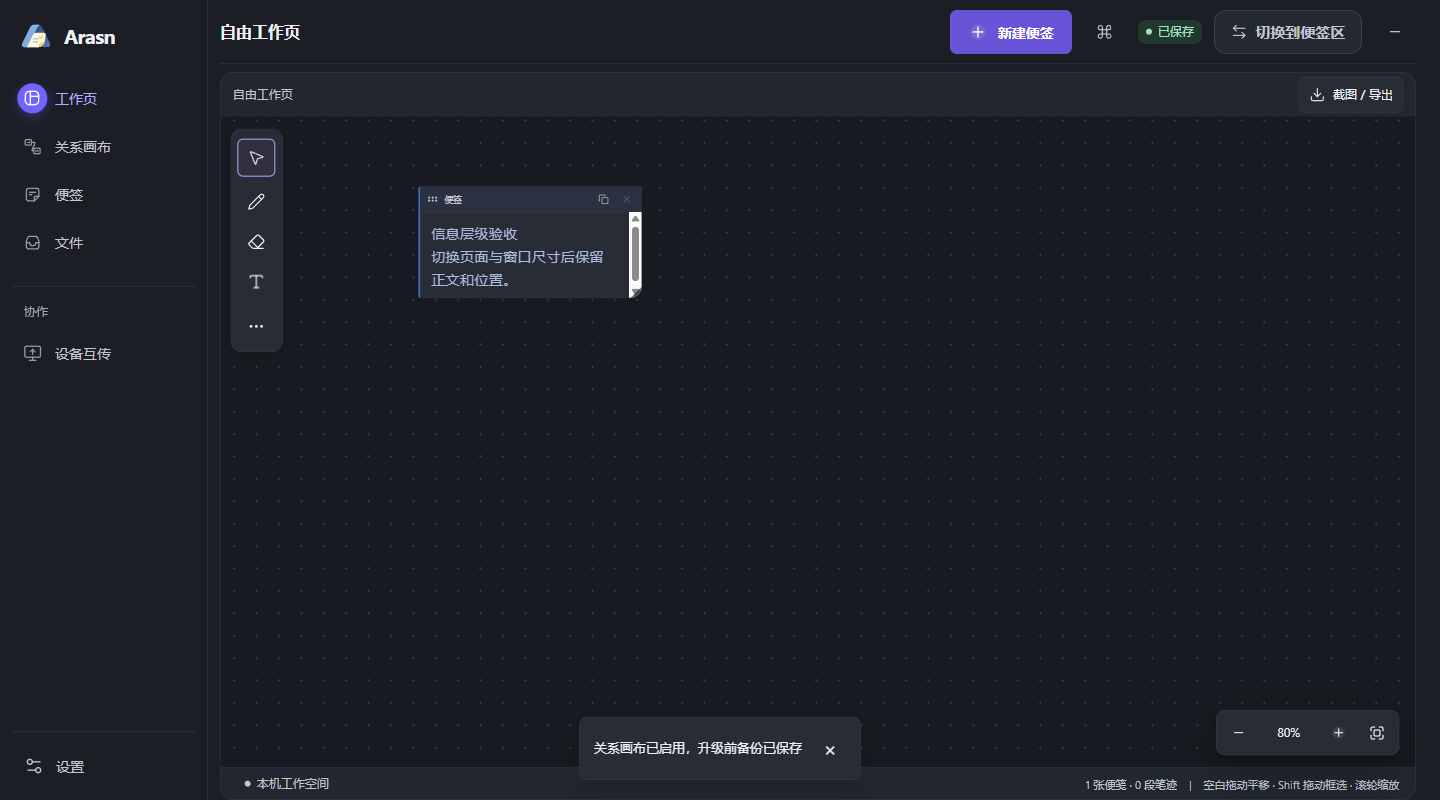 Arasn
工作页
关系画布
便签
文件
协作
设备互传
设置
自由工作页
新建便签
已保存
切换到便签区
自由工作页
截图 / 导出
便签
信息层级验收
切换页面与窗口尺寸后保留
正文和位置。
关系画布已启用，升级前备份已保存
80%
本机工作空间
1 张便笺 · 0 段笔迹 | 空白拖动平移 · Shift 拖动框选 · 滚轮缩放